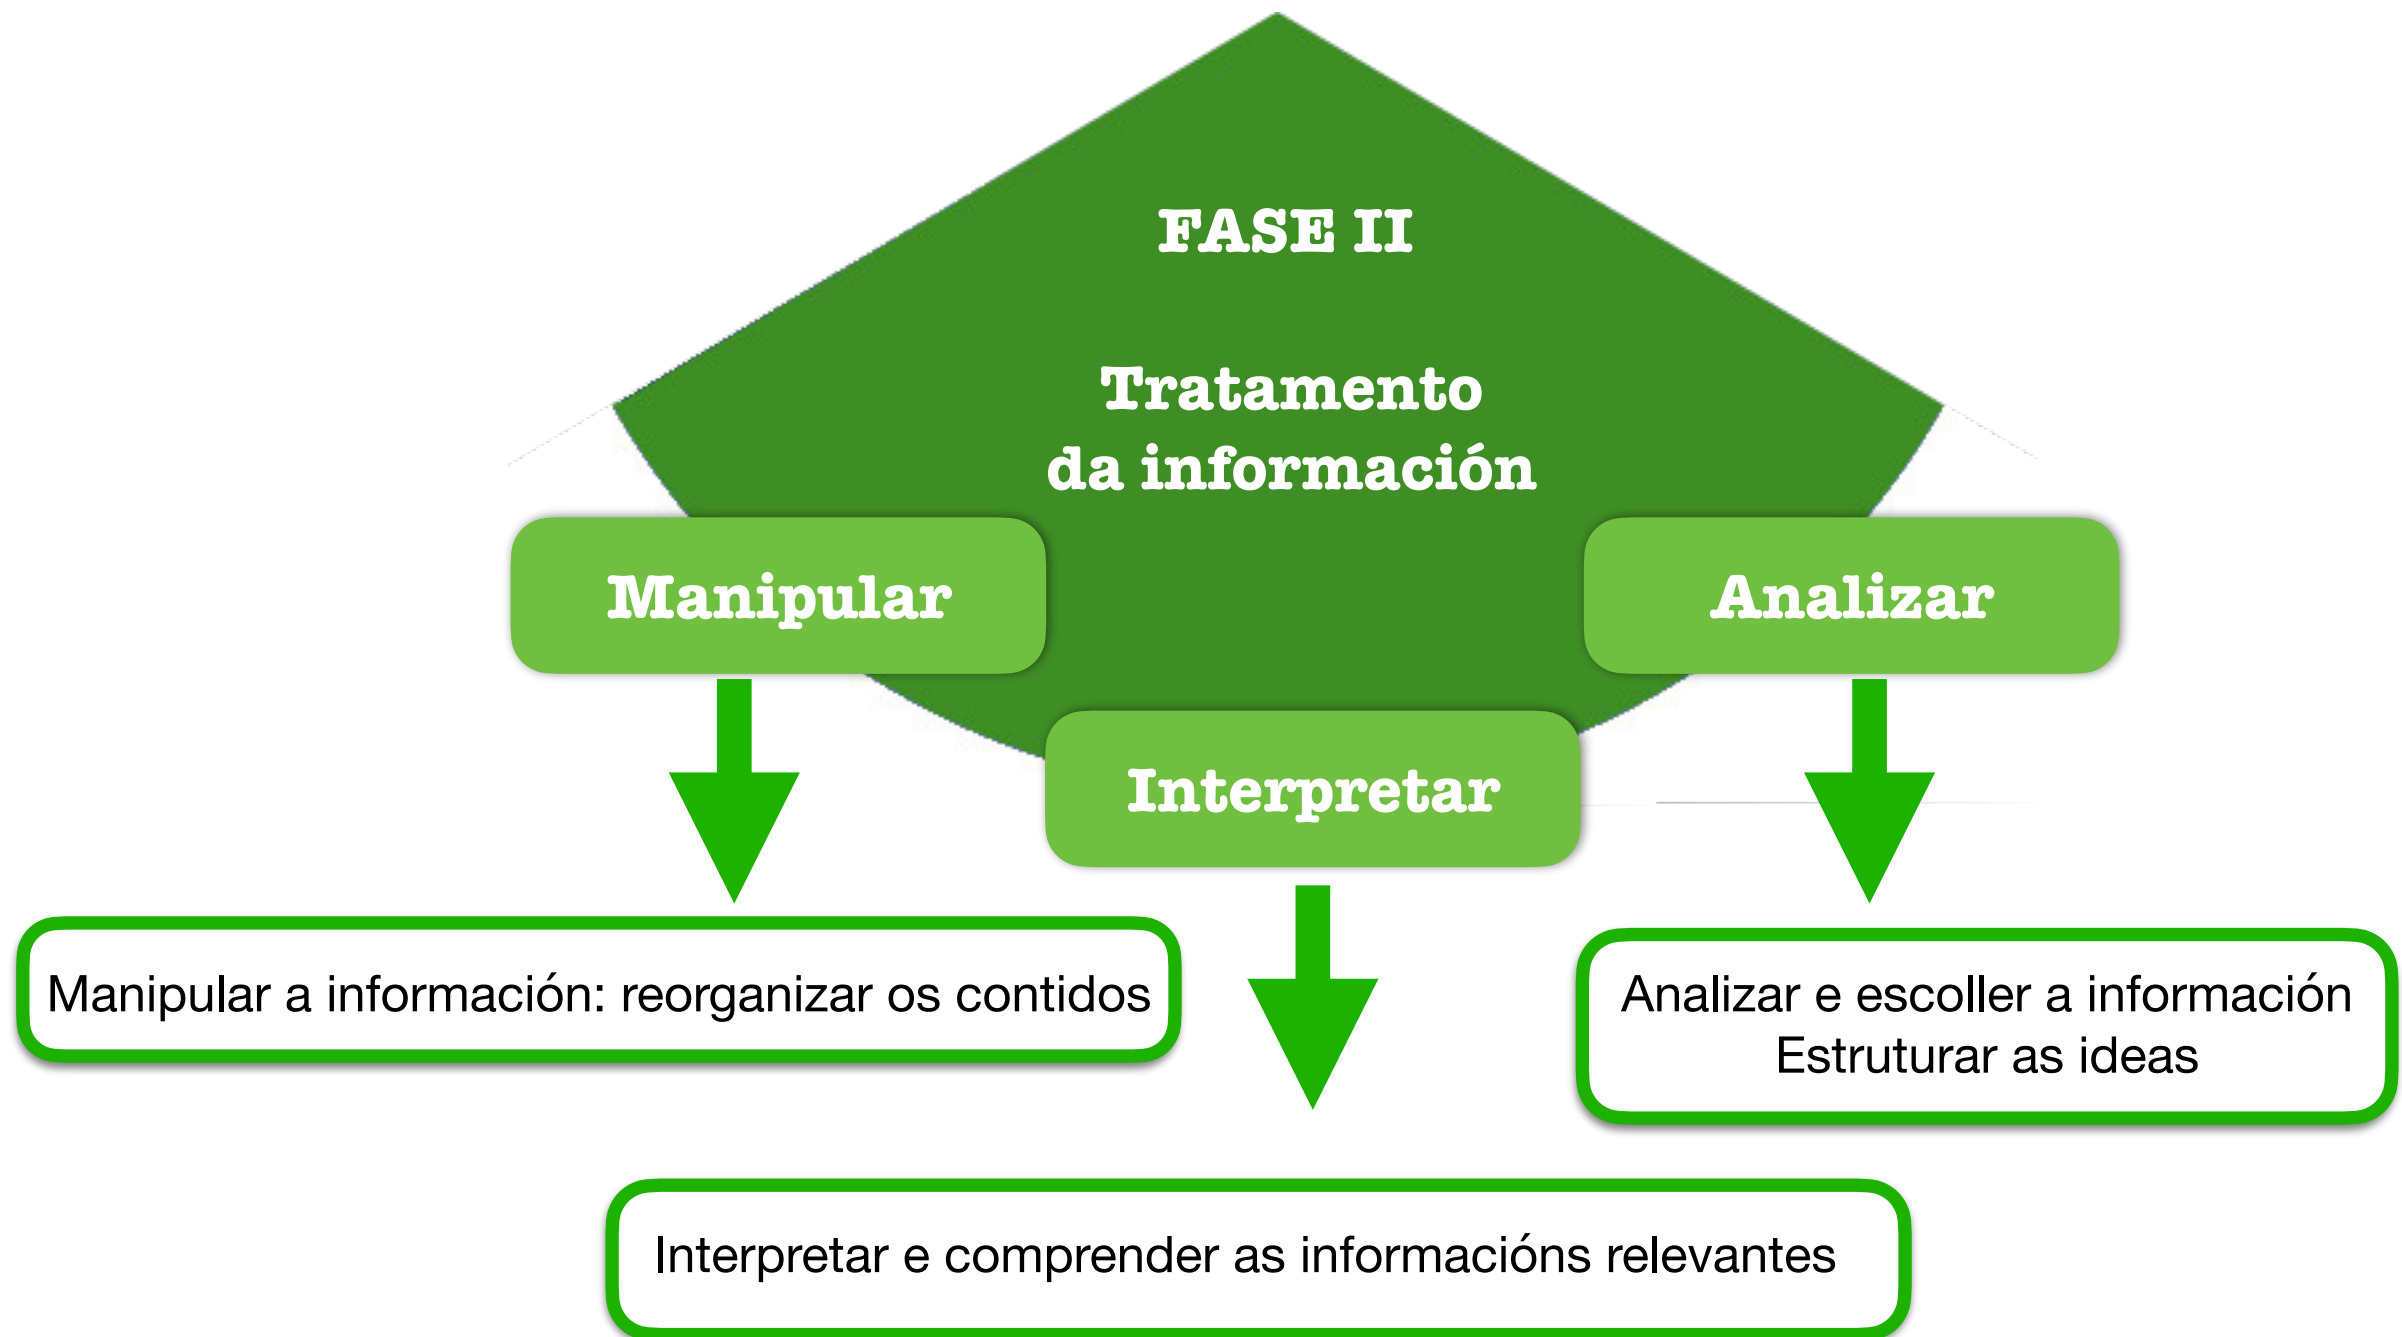 FASE II
Tratamento
da información
Manipular
Analizar
Interpretar
Manipular a información: reorganizar os contidos
Analizar e escoller a información
Estruturar as ideas
Interpretar e comprender as informacións relevantes